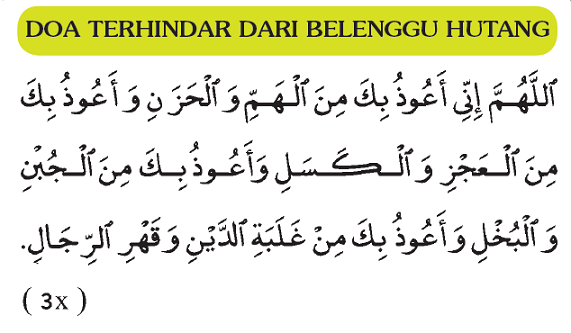 DOA TERHINDAR DARI BELENGGU HUTANG
اَللَّهُمَّ إِنِّي أَعُوذُ بِكَ مِنَ الْهَمِّ وَ الْحَزَنِ وَ أَعُوذُ بِكَ
مِنَ الْعَجْزِ وَ الْكَسَلِ وَأَعُوذُ بِكَ مِنَ الْجُبْنِ
وَ الْبُخْلِ وَ أَعُوذُ بِكَ مِنْ غَلَبَةِ الدَّيْنِ وَ قَهْرِ الرِّجَالِ.
( 3x )